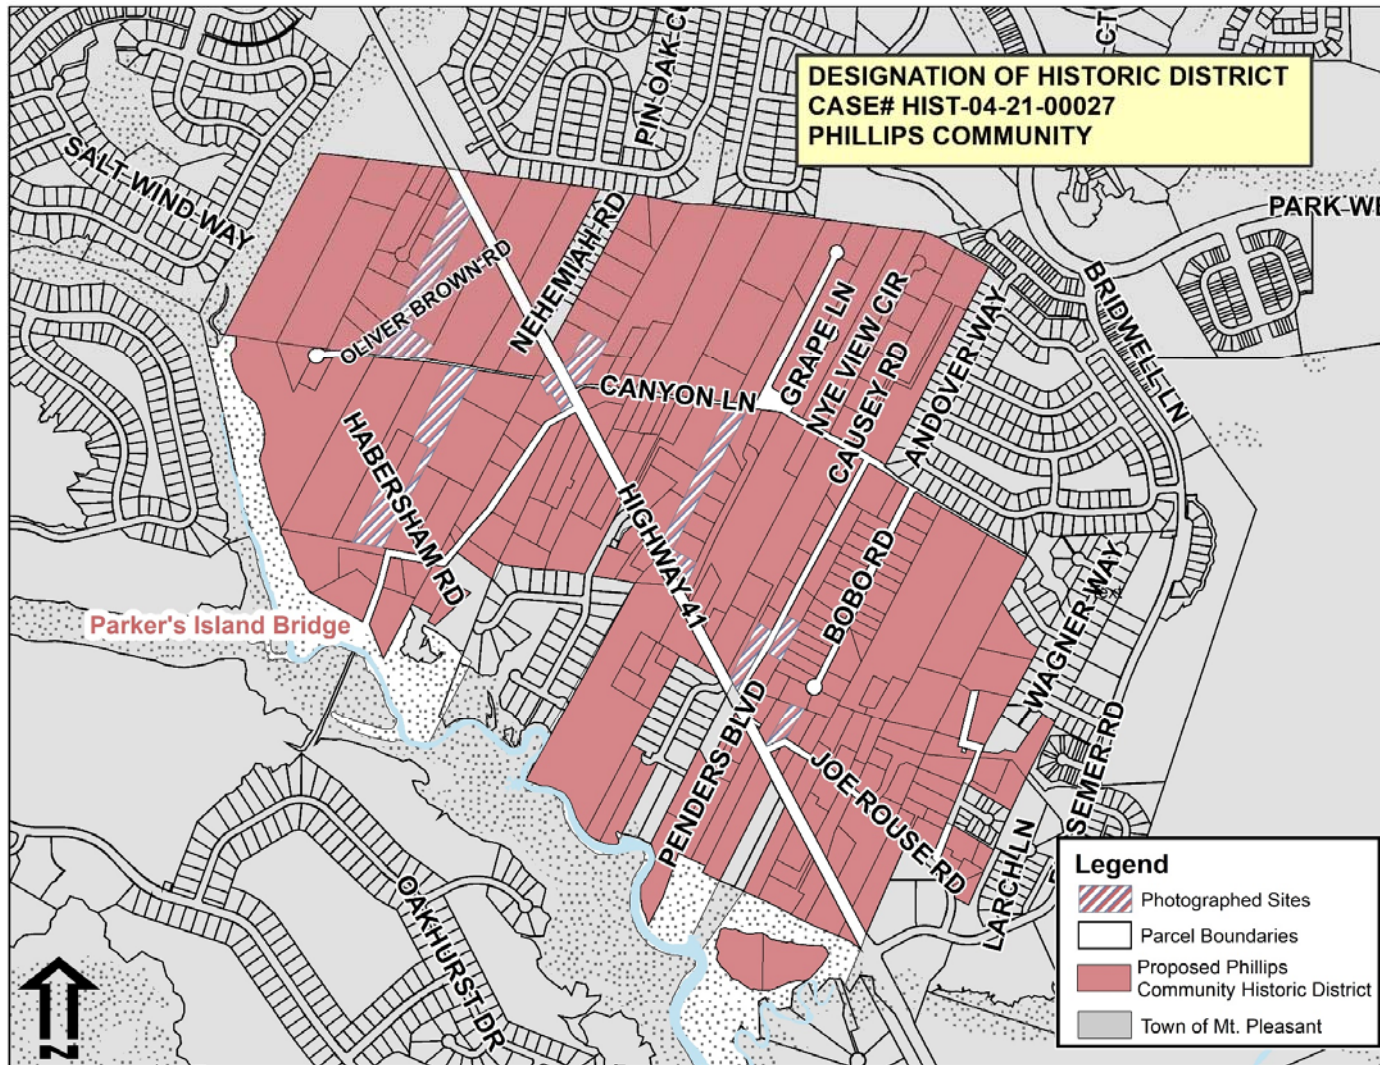 DESIGNATION OF HISTORIC DISTRICT
CASE# HIST-04-21-00027
PHILLIPS COMMUNITY
PIN OAK
CT
SALT WIND WAY
PARK WE
BRIDWELL LN
NEHEMIAH RD
OLIVER BROWN RD
GRAPE LN
NYE VIEW CIR
CAUSEY RD
ANDOVER WAY
CANYON LN
HABERSHAM RD
HIGHWAY 41
BOBO RD
WAGNER WAY
Parker's Island Bridge
PENDERS BLVD
JOE ROUSE RD
SEMER RD
LARCH LN
OAKHURST DR
N
Legend
Photographed Sites
Parcel Boundaries
Proposed Phillips
Community Historic District
Town of Mt. Pleasant